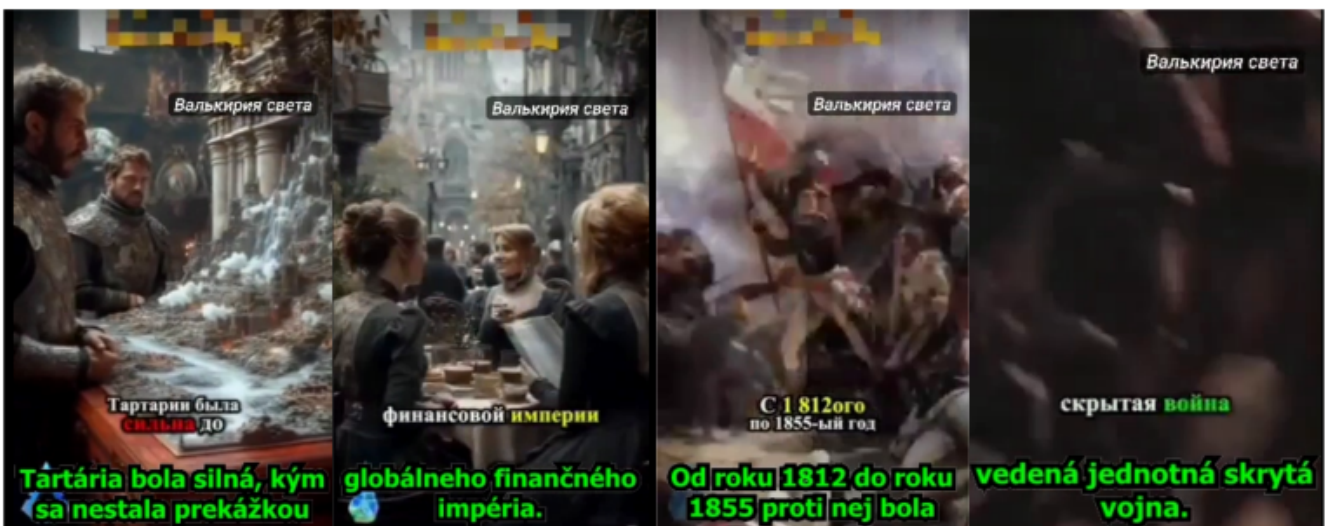 Валькирия света
Тартарии была
сильна до
Tartária bola silná, kým
sa nestala prekážkou
Валькирия света
финансовой империи
globálneho finančného
impéria.
Валькирия света
С 1 812ого
по 1855-ый год
Od roku 1812 do roku
1855 proti nej bola
Валькирия света
скрытая война
vedená jednotná skrytá
vojna.